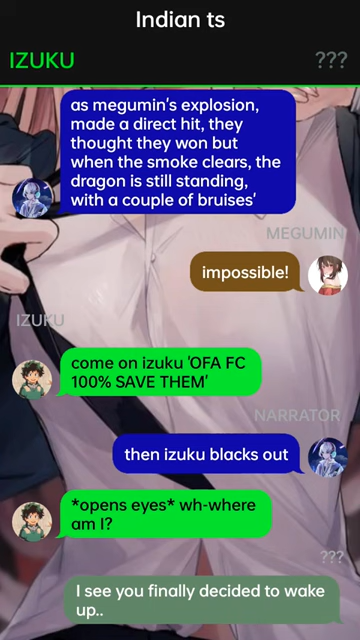 Indian ts
IZUKU
???
as megumin's explosion,
made a direct hit, they
thought they won but
when the smoke clears, the
dragon is still standing,
with a couple of bruises'
MEGUMIN
impossible!
IZUKU
come on izuku 'OFA FC
100% SAVE THEM'
NARRATOR
then izuku blacks out
*opens eyes* wh-where
am I?
???
I see you finally decided to wake
up..